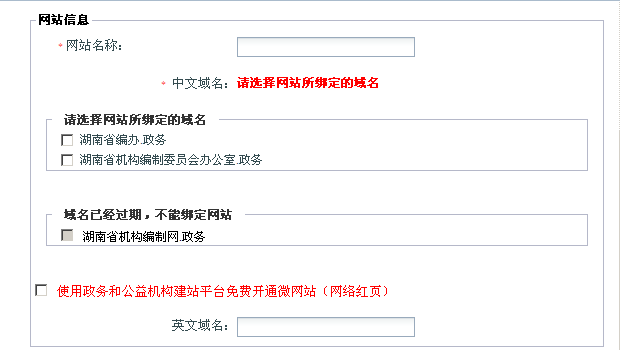 网站信息
* 网站名称：
* 中文域名：请选择网站所绑定的域名
请选择网站所绑定的域名
湖南省编办.政务
湖南省机构编制委员会办公室.政务
域名已经过期，不能绑定网站
湖南省机构编制网.政务
使用政务和公益机构建站平台免费开通微网站（网络红页）
英文域名：